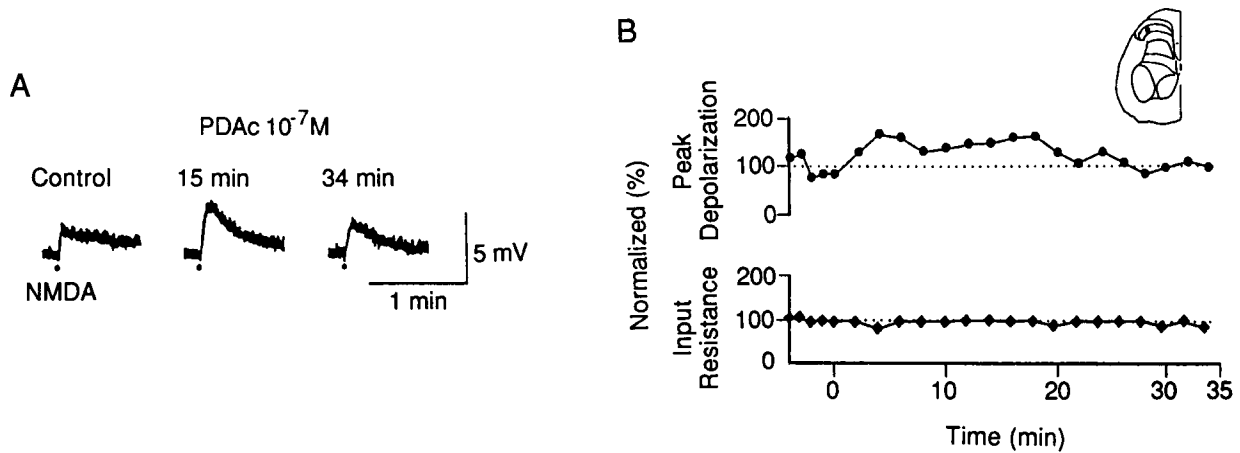 A
PDAc 10⁻⁷M
Control
15 min
34 min
NMDA
5 mV
1 min
B
Normalized (%)
Peak
Depolarization
200
100
0
Input
Resistance
200
100
0
0
10
20
30
35
Time (min)